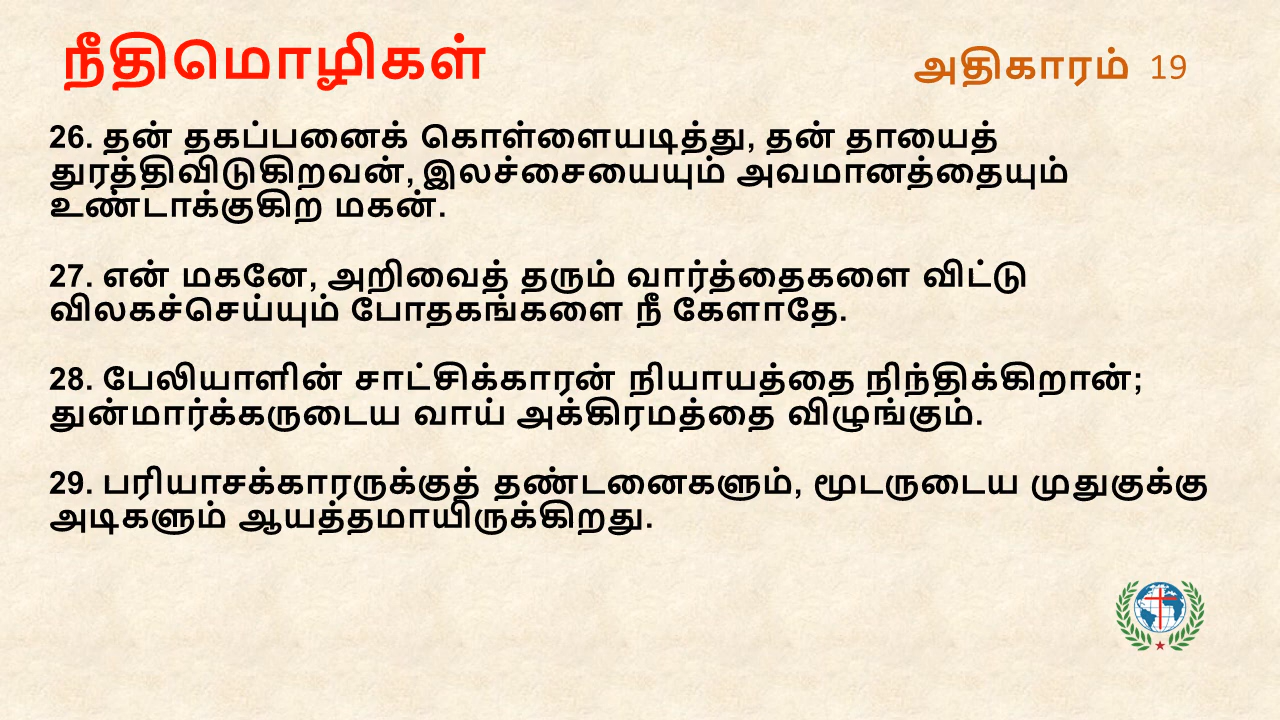 நீதிமொழிகள்
அதிகாரம் 19
26. தன் தகப்பனைக் கொள்ளையடித்து, தன் தாயைத்
துரத்திவிடுகிறவன், இலச்சையையும் அவமானத்தையும்
உண்டாக்குகிற மகன்.
27. என் மகனே, அறிவைத் தரும் வார்த்தைகளை விட்டு
விலகச்செய்யும் போதகங்களை நீ கேளாதே.
28. பேலியாளின் சாட்சிக்காரன் நியாயத்தை நிந்திக்கிறான்;
துன்மார்க்கருடைய வாய் அக்கிரமத்தை விழுங்கும்.
29. பரியாசக்காரருக்குத் தண்டனைகளும், மூடருடைய முதுகுக்கு
அடிகளும் ஆயத்தமாயிருக்கிறது.